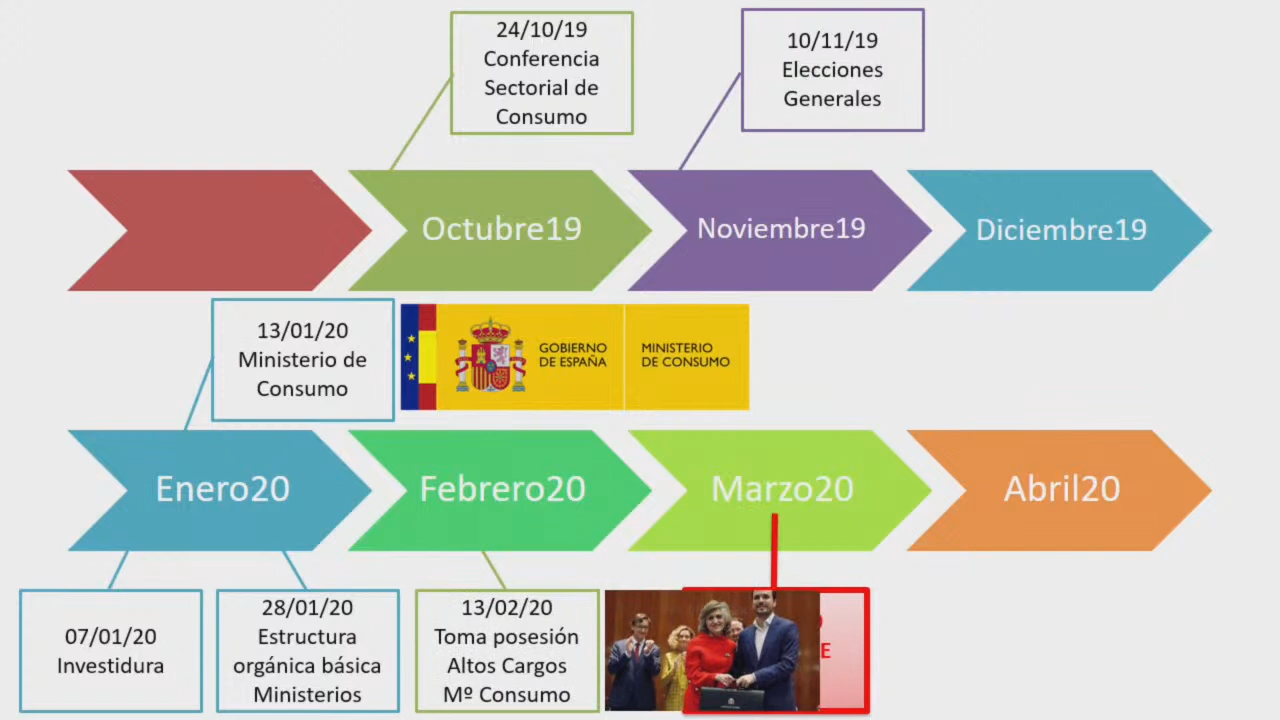 24/10/19
Conferencia
Sectorial de
Consumo
10/11/19
Elecciones
Generales
Octubre19
Noviembre19
Diciembre19
13/01/20
Ministerio de
Consumo
GOBIERNO
DE ESPAÑA
MINISTERIO
DE CONSUMO
Enero20
Febrero20
Marzo20
Abril20
07/01/20
Investidura
28/01/20
Estructura
orgánica básica
Ministerios
13/02/20
Toma posesión
Altos Cargos
Mº Consumo